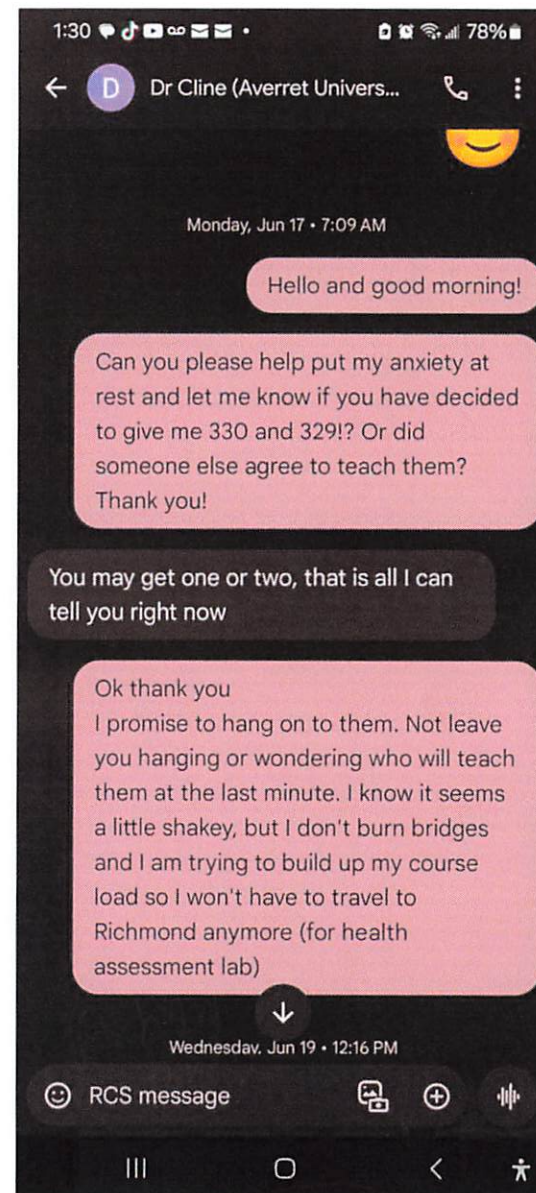 1:30 78%
D Dr Cline (Averret Univers...
Monday, Jun 17 • 7:09 AM
Hello and good morning!
Can you please help put my anxiety at
rest and let me know if you have decided
to give me 330 and 329!? Or did
someone else agree to teach them?
Thank you!
You may get one or two, that is all I can
tell you right now
Ok thank you
I promise to hang on to them. Not leave
you hanging or wondering who will teach
them at the last minute. I know it seems
a little shakey, but I don't burn bridges
and I am trying to build up my course
load so I won't have to travel to
Richmond anymore (for health
assessment lab)
Wednesday, Jun 19 • 12:16 PM
RCS message